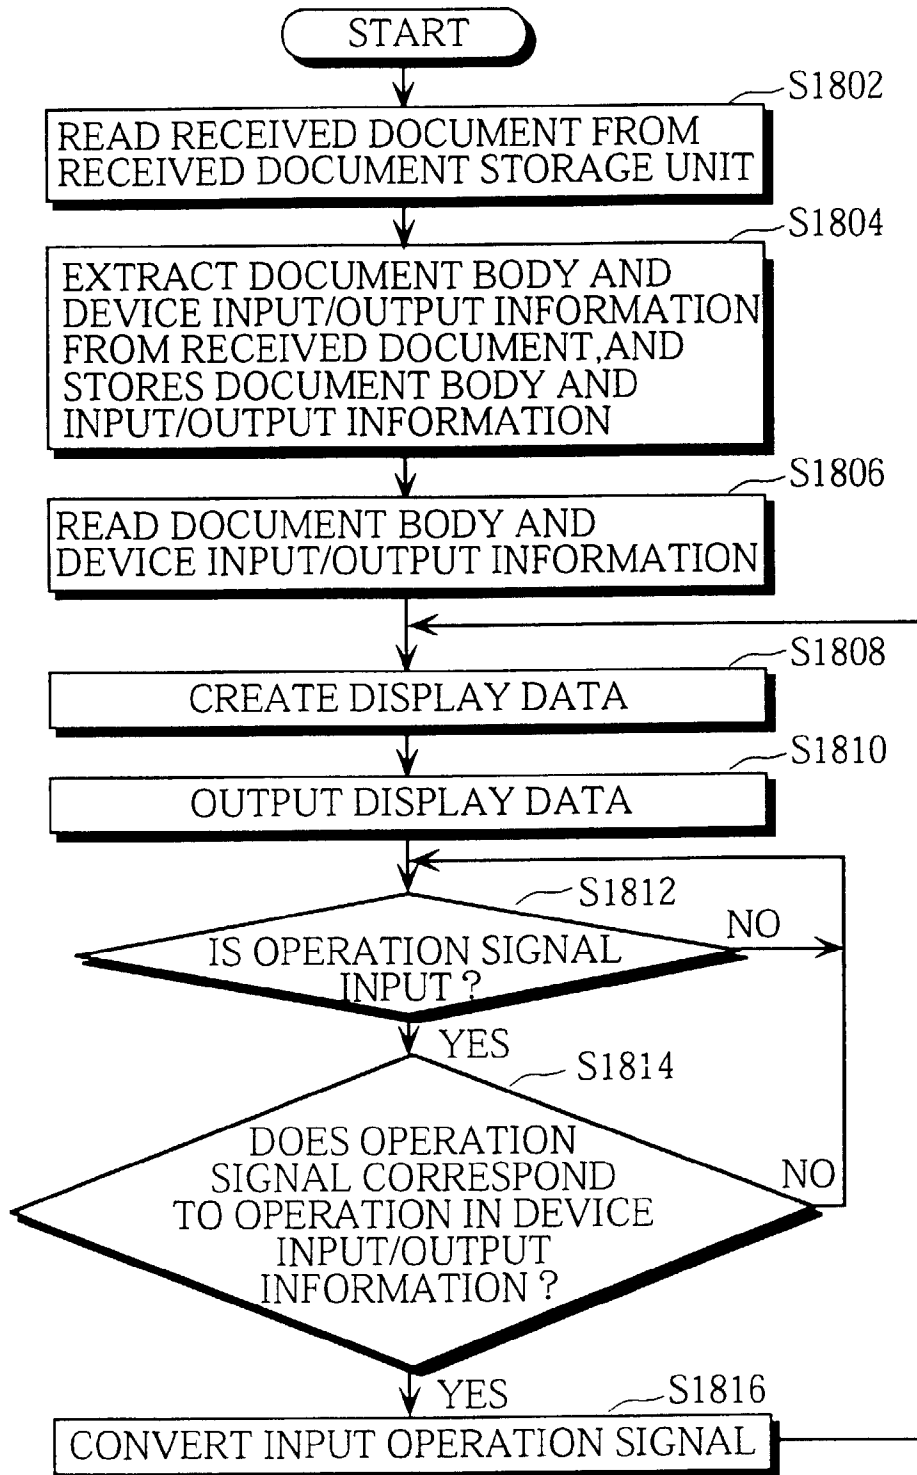 START
S1802
READ RECEIVED DOCUMENT FROM
RECEIVED DOCUMENT STORAGE UNIT
S1804
EXTRACT DOCUMENT BODY AND
DEVICE INPUT/OUTPUT INFORMATION
FROM RECEIVED DOCUMENT,AND
STORES DOCUMENT BODY AND
INPUT/OUTPUT INFORMATION
S1806
READ DOCUMENT BODY AND
DEVICE INPUT/OUTPUT INFORMATION
S1808
CREATE DISPLAY DATA
S1810
OUTPUT DISPLAY DATA
S1812
NO
IS OPERATION SIGNAL
INPUT ?
YES
S1814
DOES OPERATION
SIGNAL CORRESPOND
NO
TO OPERATION IN DEVICE
INPUT/OUTPUT
INFORMATION ?
YES
S1816
CONVERT INPUT OPERATION SIGNAL